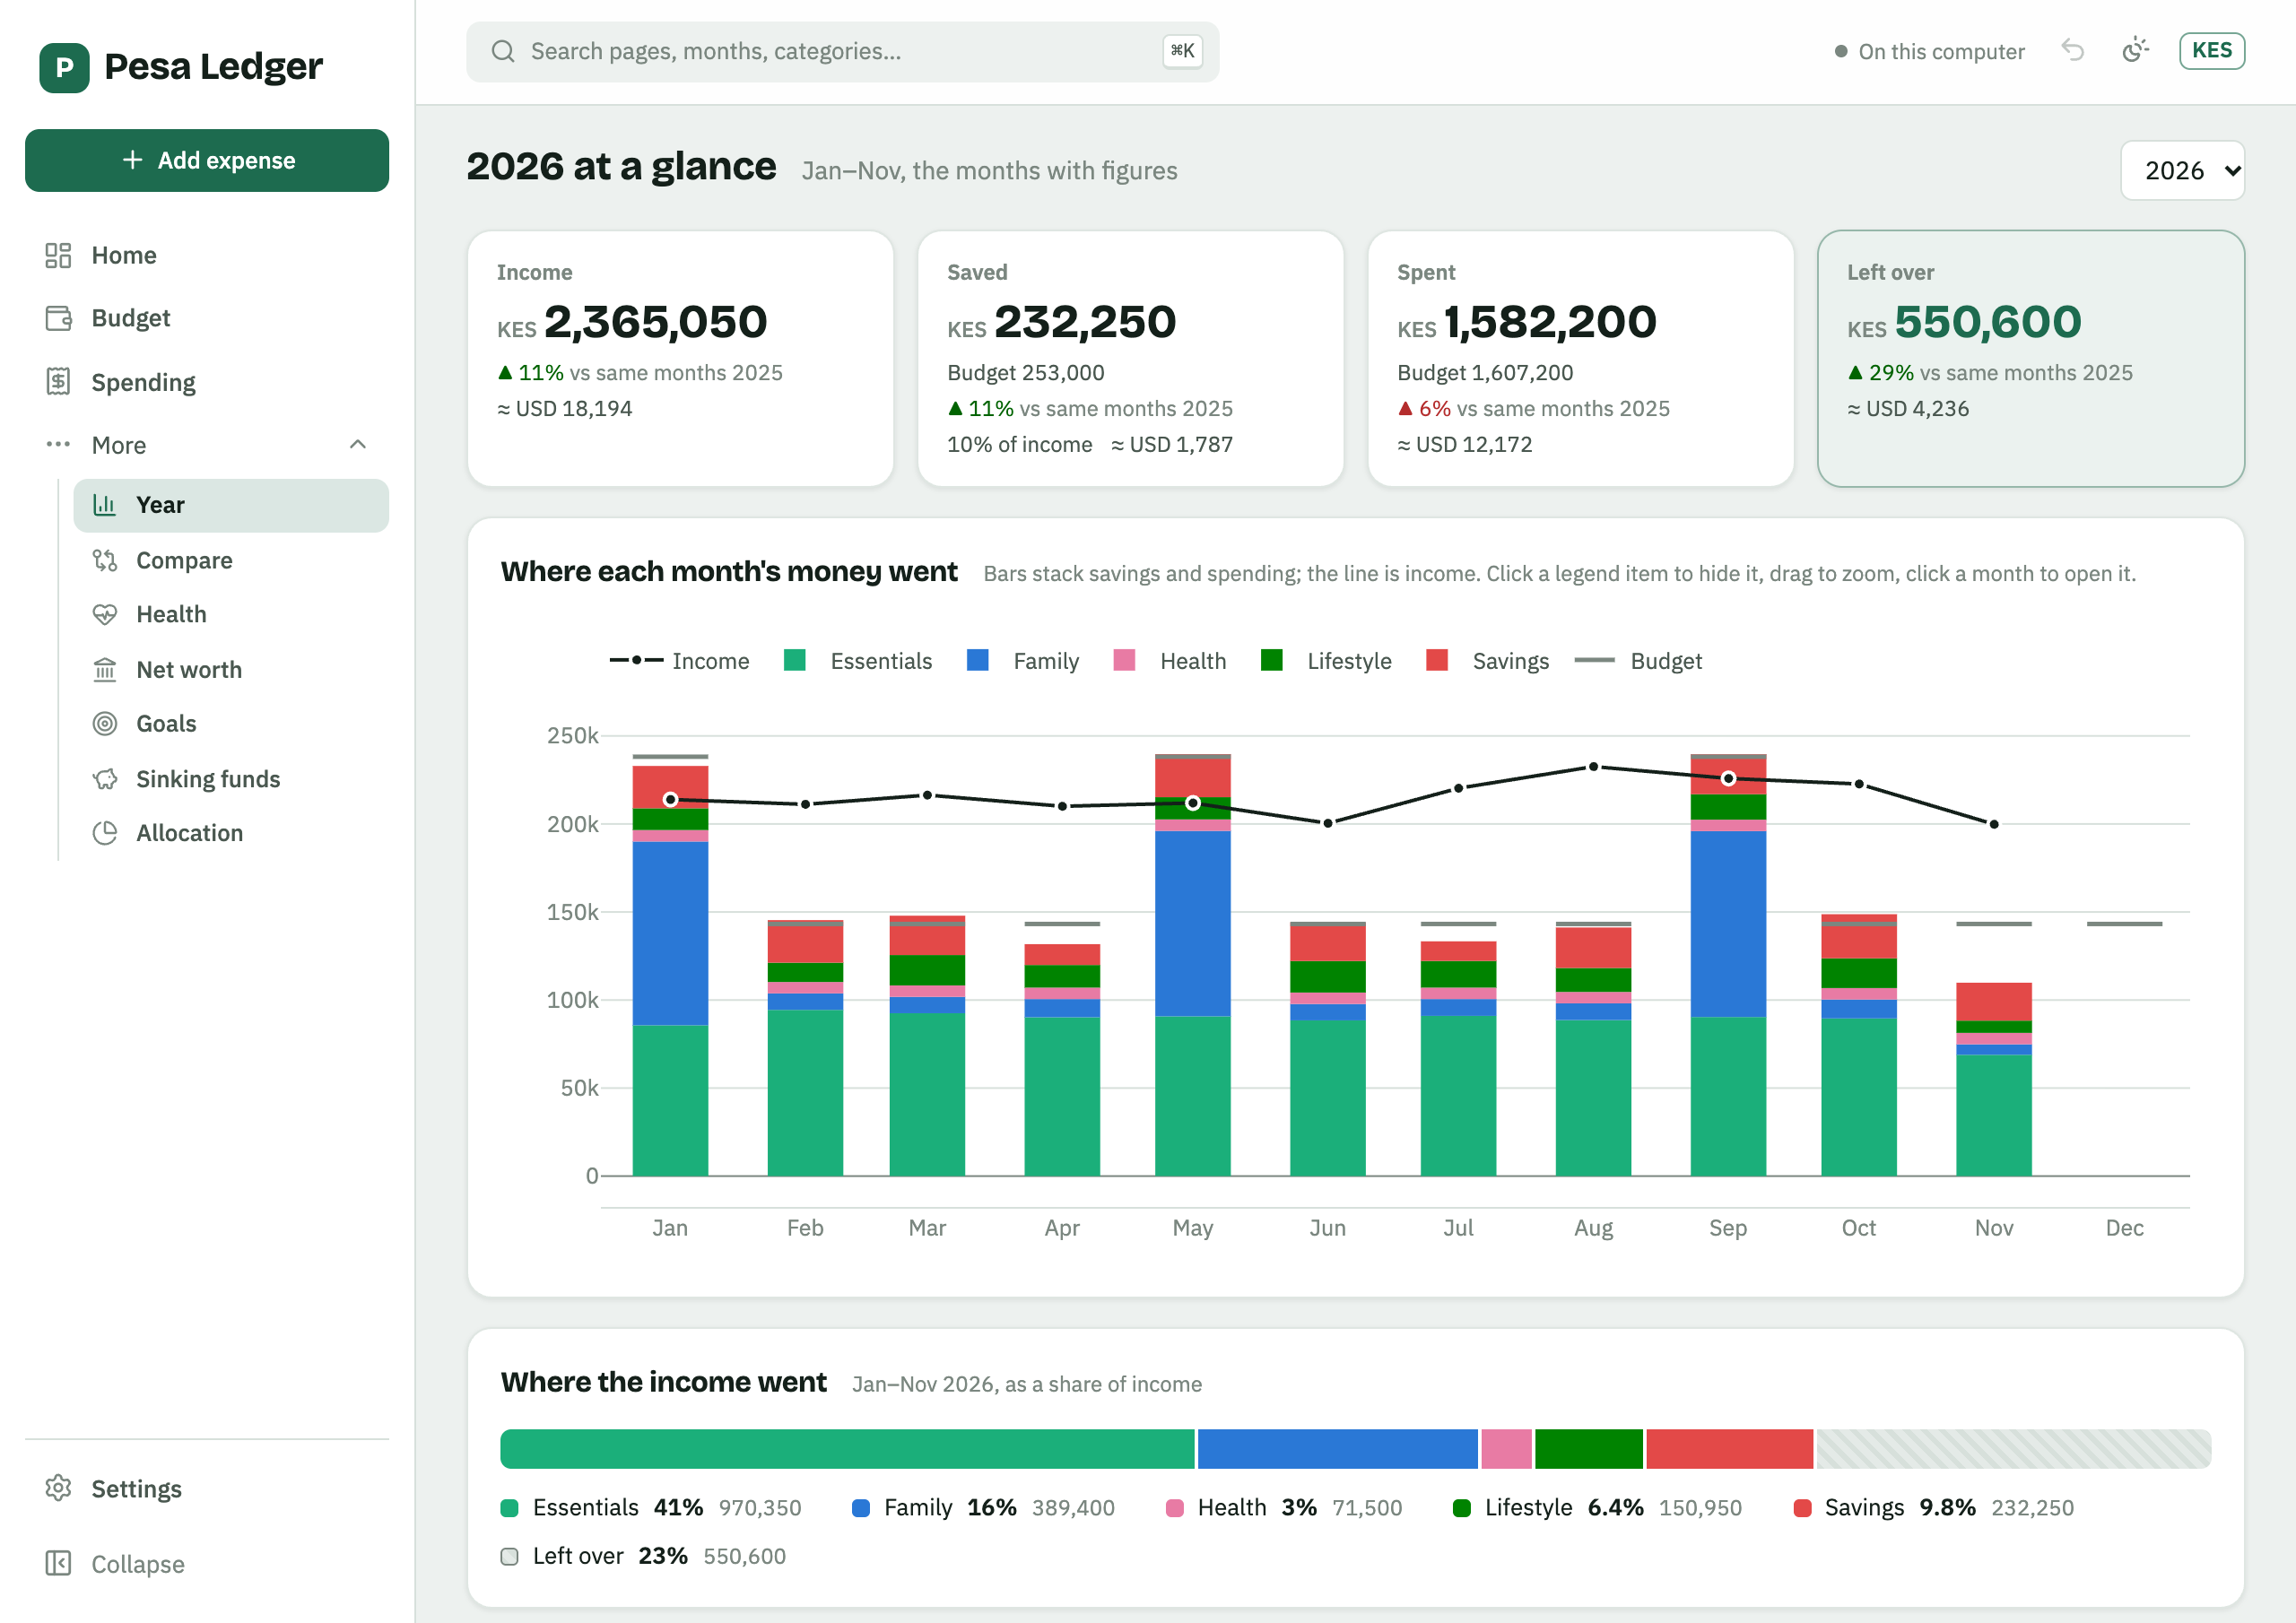 P Pesa Ledger
Search pages, months, categories...
⌘K
On this computer
KES
+ Add expense
Home
Budget
Spending
More
Year
Compare
Health
Net worth
Goals
Sinking funds
Allocation
Settings
Collapse
2026 at a glance Jan–Nov, the months with figures
2026
Income
KES 2,365,050
▲ 11% vs same months 2025
≈ USD 18,194
Saved
KES 232,250
Budget 253,000
▲ 11% vs same months 2025
10% of income ≈ USD 1,787
Spent
KES 1,582,200
Budget 1,607,200
▲ 6% vs same months 2025
≈ USD 12,172
Left over
KES 550,600
▲ 29% vs same months 2025
≈ USD 4,236
Where each month's money went Bars stack savings and spending; the line is income. Click a legend item to hide it, drag to zoom, click a month to open it.
Income Essentials Family Health Lifestyle Savings Budget
250k
200k
150k
100k
50k
0
Jan Feb Mar Apr May Jun Jul Aug Sep Oct Nov Dec
Where the income went Jan–Nov 2026, as a share of income
Essentials 41% 970,350 Family 16% 389,400 Health 3% 71,500 Lifestyle 6.4% 150,950 Savings 9.8% 232,250
Left over 23% 550,600